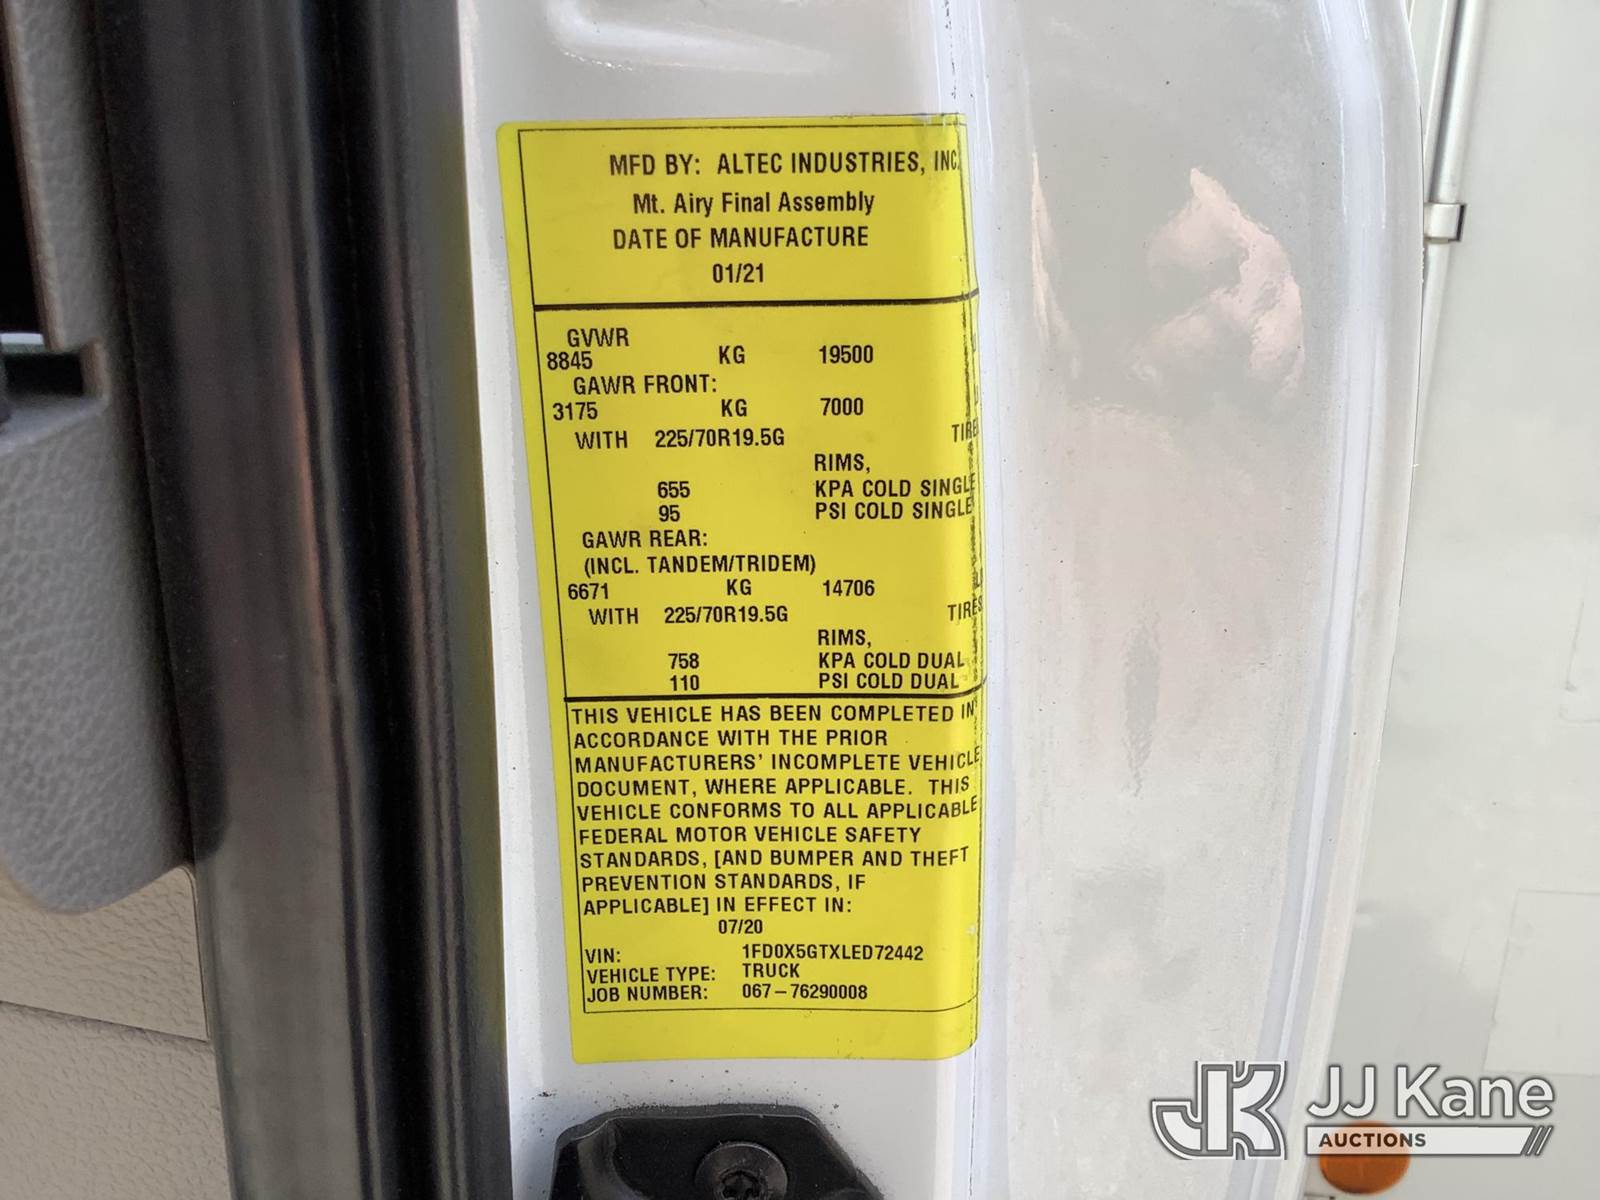 MFD BY: ALTEC INDUSTRIES, INC.
Mt. Airy Final Assembly
DATE OF MANUFACTURE
01/21
GVWR
8845 KG 19500
GAWR FRONT:
3175 KG 7000
WITH 225/70R19.5G TIRES
RIMS,
655 KPA COLD SINGLE
95 PSI COLD SINGLE
GAWR REAR:
(INCL. TANDEM/TRIDEM)
6671 KG 14706
WITH 225/70R19.5G TIRES
RIMS,
758 KPA COLD DUAL
110 PSI COLD DUAL
THIS VEHICLE HAS BEEN COMPLETED IN
ACCORDANCE WITH THE PRIOR
MANUFACTURERS' INCOMPLETE VEHICLE
DOCUMENT, WHERE APPLICABLE. THIS
VEHICLE CONFORMS TO ALL APPLICABLE
FEDERAL MOTOR VEHICLE SAFETY
STANDARDS, [AND BUMPER AND THEFT
PREVENTION STANDARDS, IF
APPLICABLE] IN EFFECT IN:
07/20
VIN: 1FD0X5GTXLED72442
VEHICLE TYPE: TRUCK
JOB NUMBER: 067-76290008
JK JJ Kane
AUCTIONS